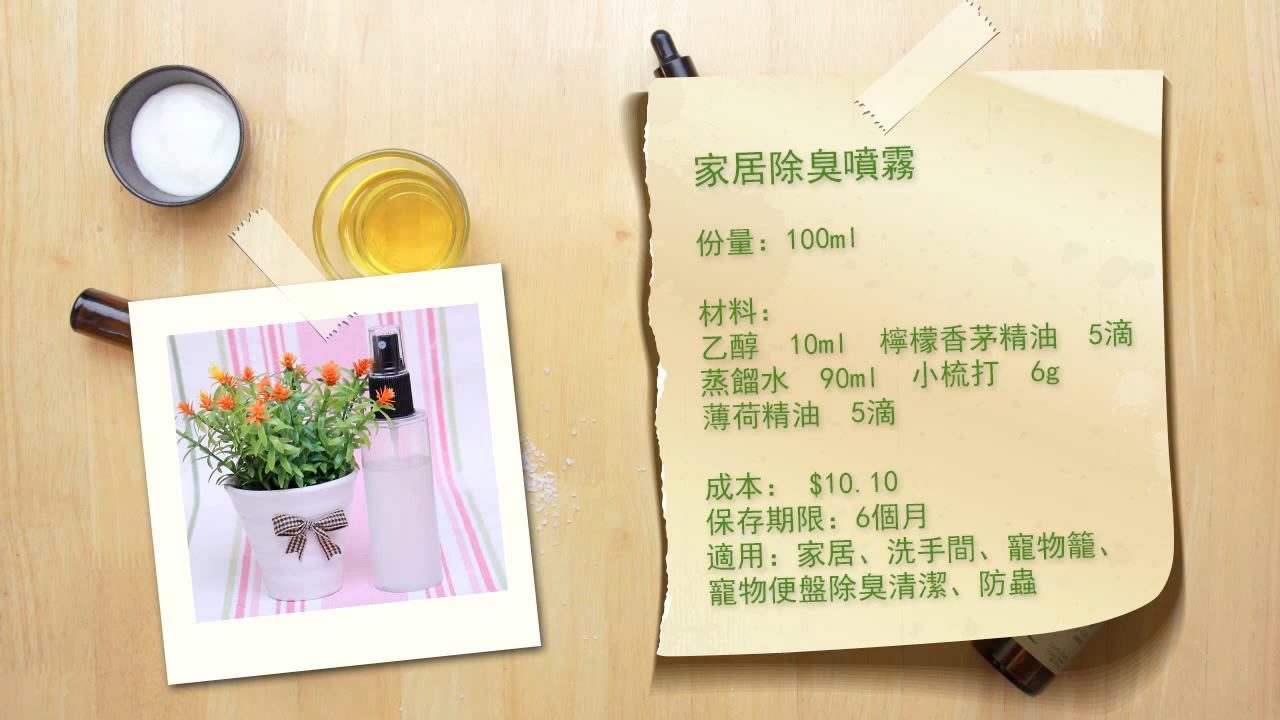 家居除臭噴霧
份量：100ml
材料：
乙醇　10ml　檸檬香茅精油　5滴
蒸餾水　90ml　小梳打　6g
薄荷精油　5滴
成本：　$10.10
保存期限：6個月
適用：家居、洗手間、寵物籠、
寵物便盤除臭清潔、防蟲